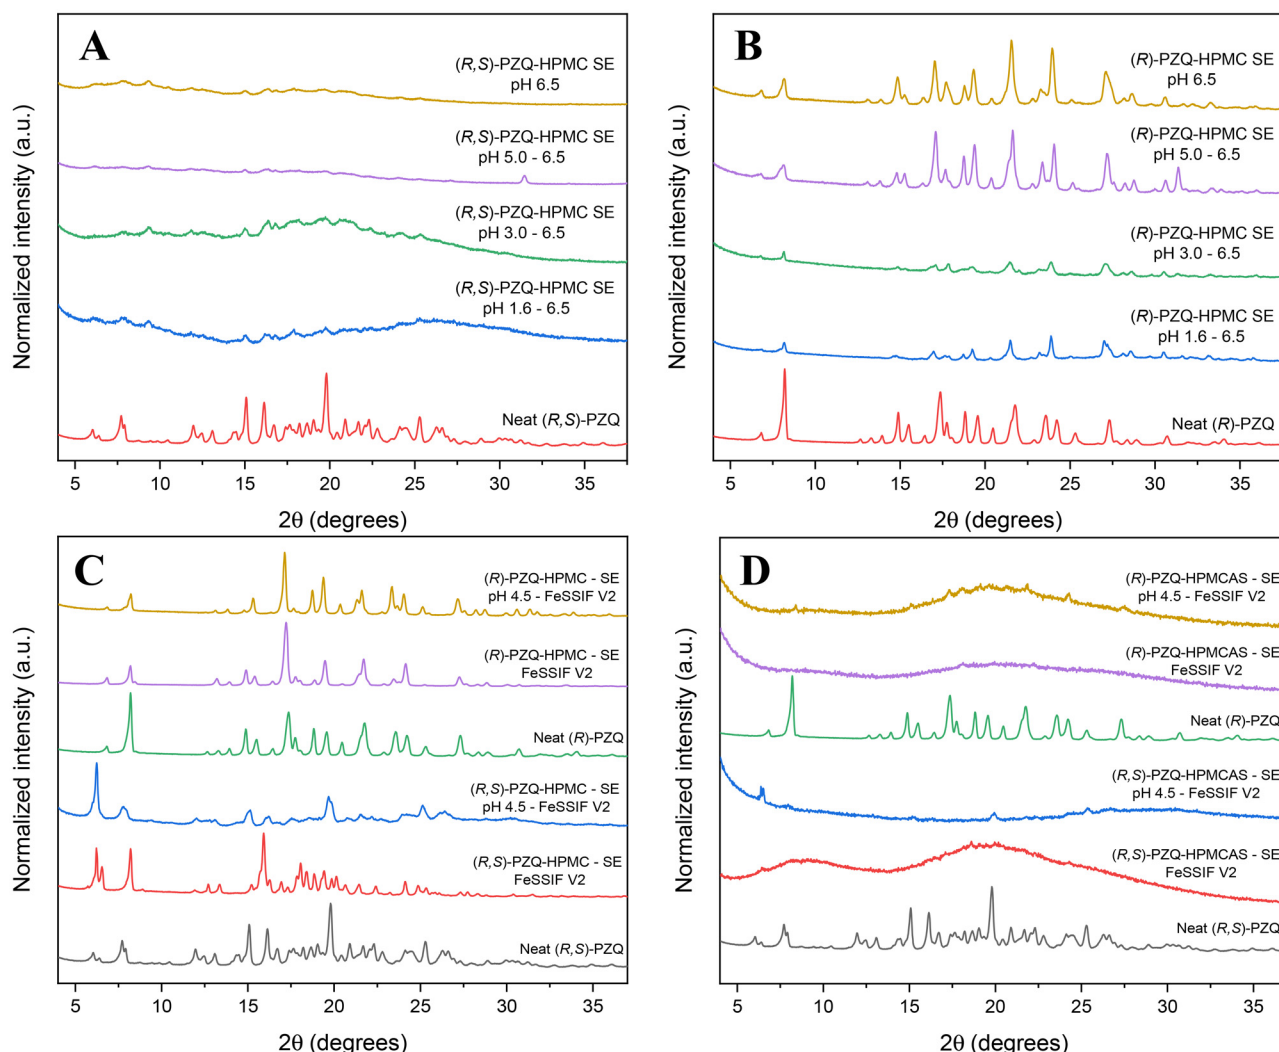 A
(R,S)-PZQ-HPMC SE
pH 6.5
(R,S)-PZQ-HPMC SE
pH 5.0 - 6.5
(R,S)-PZQ-HPMC SE
pH 3.0 - 6.5
(R,S)-PZQ-HPMC SE
pH 1.6 - 6.5
Neat (R,S)-PZQ
Normalized intensity (a.u.)
5 10 15 20 25 30 35
2θ (degrees)
B
(R)-PZQ-HPMC SE
pH 6.5
(R)-PZQ-HPMC SE
pH 5.0 - 6.5
(R)-PZQ-HPMC SE
pH 3.0 - 6.5
(R)-PZQ-HPMC SE
pH 1.6 - 6.5
Neat (R)-PZQ
Normalized intensity (a.u.)
5 10 15 20 25 30 35
2θ (degrees)
C
(R)-PZQ-HPMC - SE
pH 4.5 - FeSSIF V2
(R)-PZQ-HPMC - SE
FeSSIF V2
Neat (R)-PZQ
(R,S)-PZQ-HPMC - SE
pH 4.5 - FeSSIF V2
(R,S)-PZQ-HPMC - SE
FeSSIF V2
Neat (R,S)-PZQ
Normalized intensity (a.u.)
5 10 15 20 25 30 35
2θ (degrees)
D
(R)-PZQ-HPMCAS - SE
pH 4.5 - FeSSIF V2
(R)-PZQ-HPMCAS - SE
FeSSIF V2
Neat (R)-PZQ
(R,S)-PZQ-HPMCAS - SE
pH 4.5 - FeSSIF V2
(R,S)-PZQ-HPMCAS - SE
FeSSIF V2
Neat (R,S)-PZQ
Normalized intensity (a.u.)
5 10 15 20 25 30 35
2θ (degrees)